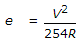 e = V²/254R